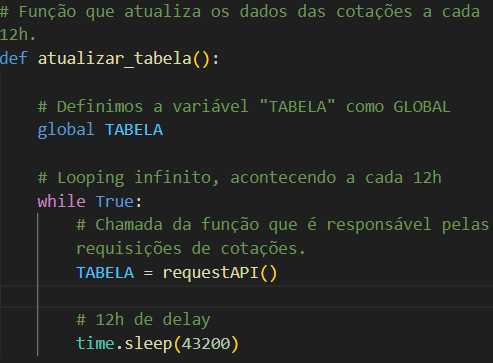 # Função que atualiza os dados das cotações a cada
12h.
def atualizar_tabela():
# Definimos a variável "TABELA" como GLOBAL
global TABELA
# Looping infinito, acontecendo a cada 12h
while True:
# Chamada da função que é responsável pelas
requisições de cotações.
TABELA = requestAPI()
# 12h de delay
time.sleep(43200)